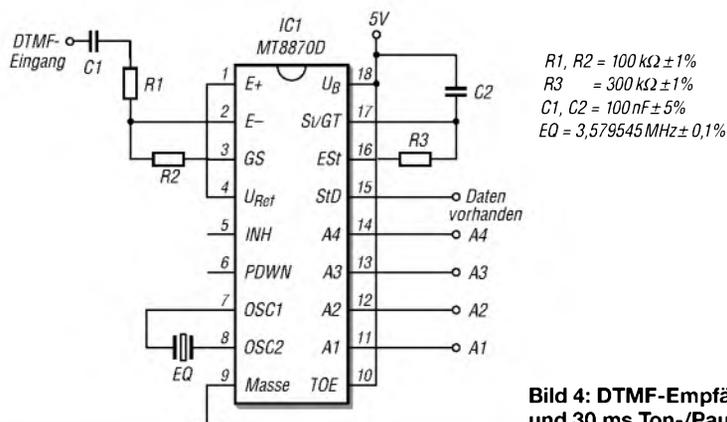 DTMF-
Eingang
C1
R1
R2
IC1
MT8870D
1 E+
2 E–
3 GS
4 URef
5 INH
6 PDWN
7 OSC1
8 OSC2
9 Masse
UB 18
St/GT 17
ESt 16
StD 15
A4 14
A3 13
A2 12
A1 11
TOE 10
EQ
5V
C2
R3
Daten
vorhanden
A4
A3
A2
A1
R1, R2 = 100 kΩ ±1%
R3 = 300 kΩ ±1%
C1, C2 = 100 nF ± 5%
EQ = 3,579545 MHz ± 0,1%
Bild 4: DTMF-Empfä
und 30 ms Ton-/Pau